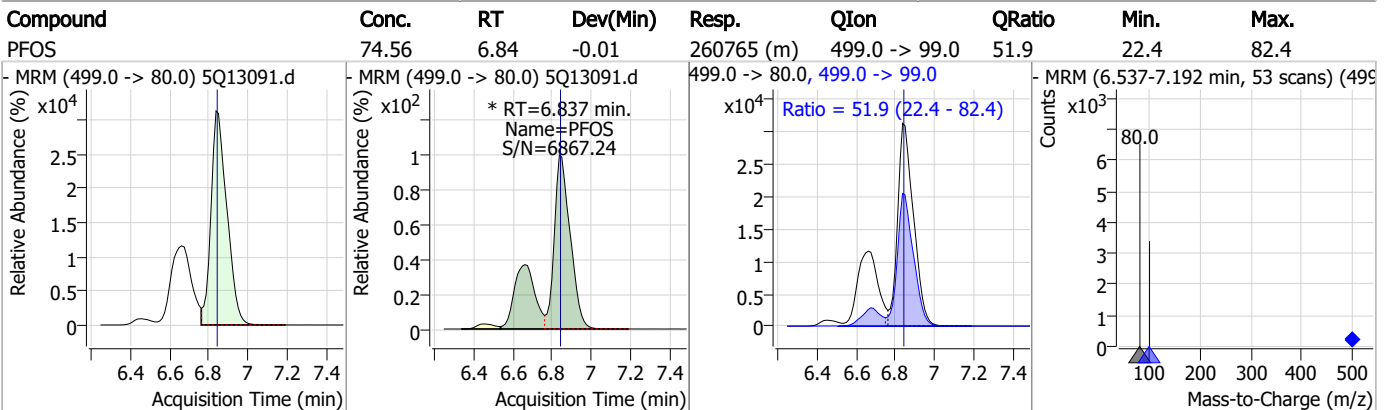 Compound Conc. RT Dev(Min) Resp. QIon QRatio Min. Max.
PFOS 74.56 6.84 -0.01 260765 (m) 499.0 -> 99.0 51.9 22.4 82.4
- MRM (499.0 -> 80.0) 5Q13091.d
x10⁴
Relative Abundance (%)
2.5
2
1.5
1
0.5
0
6.4 6.6 6.8 7 7.2 7.4
Acquisition Time (min)
- MRM (499.0 -> 80.0) 5Q13091.d
x10²
* RT=6.837 min.
Name=PFOS
S/N=6867.24
Relative Abundance (%)
1
0.8
0.6
0.4
0.2
0
6.4 6.6 6.8 7 7.2 7.4
Acquisition Time (min)
499.0 -> 80.0, 499.0 -> 99.0
x10⁴
Ratio = 51.9 (22.4 - 82.4)
2.5
2
1.5
1
0.5
0
6.4 6.6 6.8 7 7.2 7.4
Acquisition Time (min)
- MRM (6.537-7.192 min, 53 scans) (499
x10³
Counts
80.0
6
5
4
3
2
1
0
100 200 300 400 500
Mass-to-Charge (m/z)